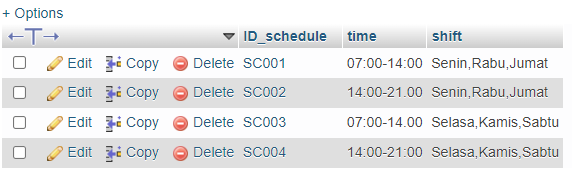 + Options
ID_schedule time shift
Edit Copy Delete SC001 07:00-14:00 Senin,Rabu,Jumat
Edit Copy Delete SC002 14:00-21.00 Senin,Rabu,Jumat
Edit Copy Delete SC003 07:00-14.00 Selasa,Kamis,Sabtu
Edit Copy Delete SC004 14:00-21:00 Selasa,Kamis,Sabtu